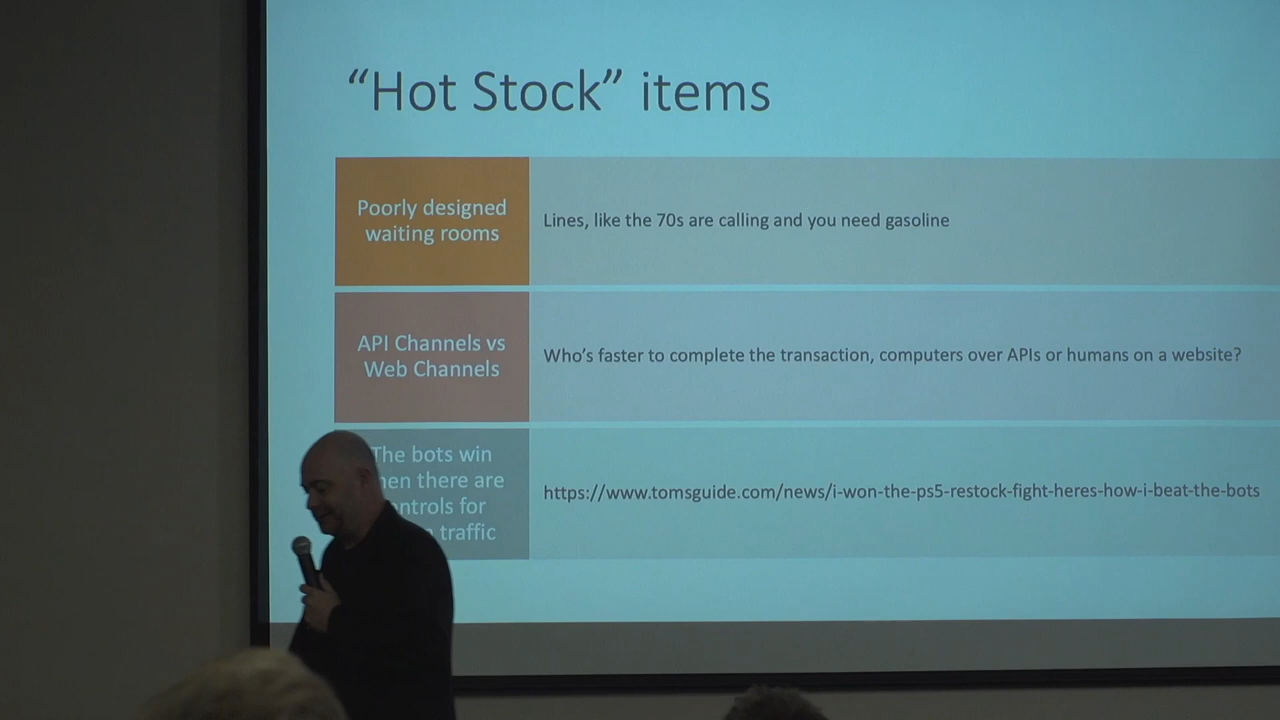 “Hot Stock” items
Poorly designed
waiting rooms
Lines, like the 70s are calling and you need gasoline
API Channels vs
Web Channels
Who’s faster to complete the transaction, computers over APIs or humans on a website?
The bots win
there are
for
traffic
https://www.tomsguide.com/news/i-won-the-ps5-restock-fight-heres-how-i-beat-the-bots